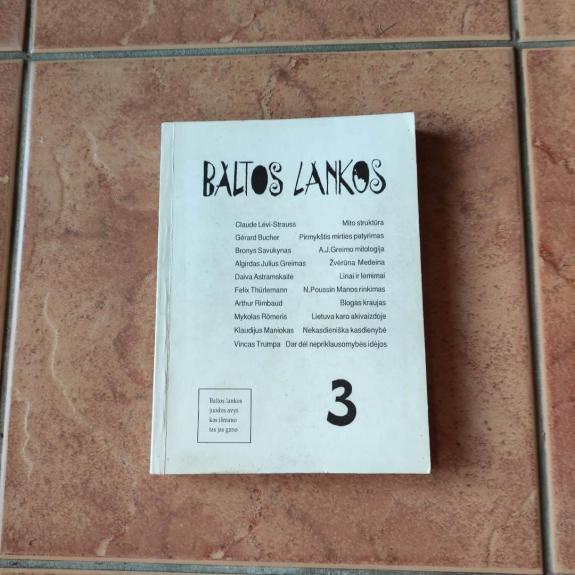 BALTOS LANKOS
Claude Lévi-Strauss Mito struktūra
Gérard Bucher Pirmykštis mirties patyrimas
Bronys Savukynas A.J.Greimo mitologija
Algirdas Julius Greimas Žvėrūna Medeina
Daiva Astramskaitė Linai ir lėmimai
Felix Thürlemann N.Poussin Manos rinkimas
Arthur Rimbaud Blogas kraujas
Mykolas Römeris Lietuva karo akivaizdoje
Klaudijus Maniokas Nekasdieniška kasdienybė
Vincas Trumpa Dar dėl nepriklausomybės idėjos
Baltos lankos
juodos avys
kas išmano
tas jas gano
3